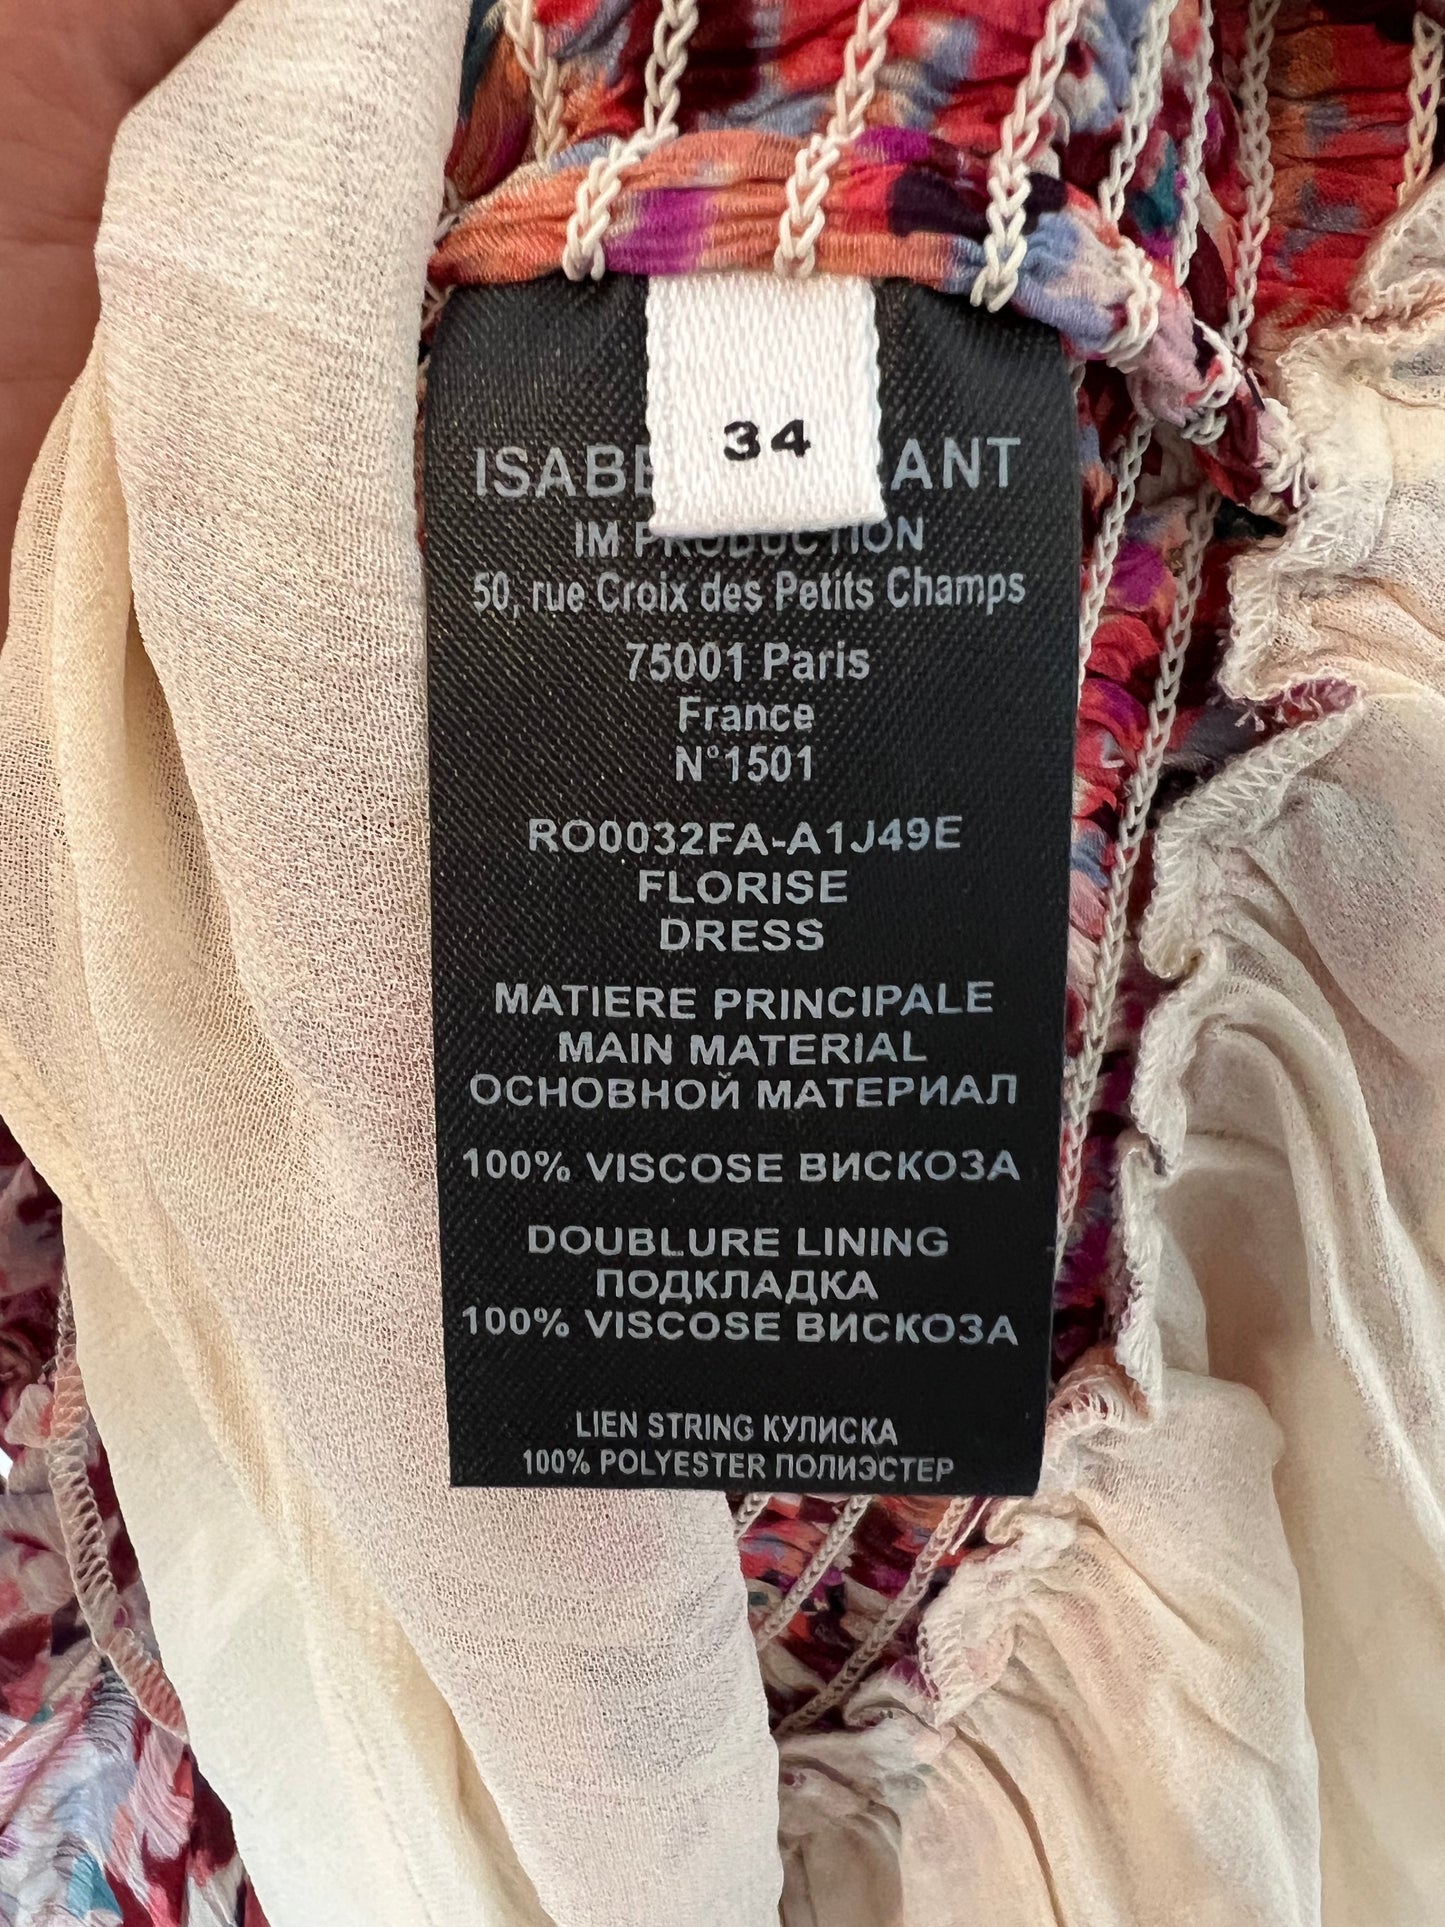 34
IM PRODUCTION
50, rue Croix des Petits Champs
75001 Paris
France
N°1501
RO0032FA-A1J49E
FLORISE
DRESS
MATIERE PRINCIPALE
MAIN MATERIAL
ОСНОВНОЙ МАТЕРИАЛ
100% VISCOSE ВИСКОЗА
DOUBLURE LINING
ПОДКЛАДКА
100% VISCOSE ВИСКОЗА
LIEN STRING КУЛИСКА
100% POLYESTER ПОЛИЭСТЕР